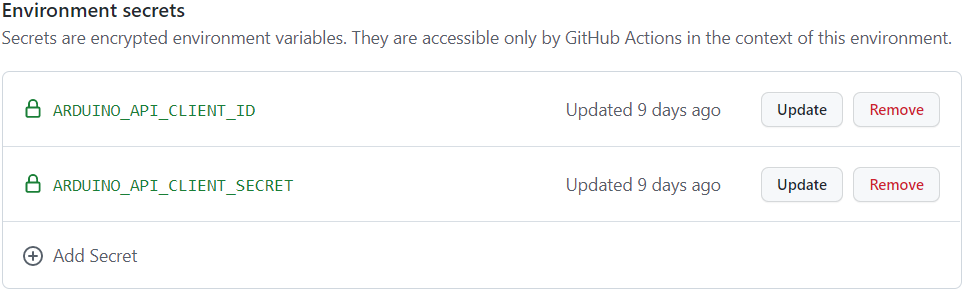 Environment secrets
Secrets are encrypted environment variables. They are accessible only by GitHub Actions in the context of this environment.
ARDUINO_API_CLIENT_ID Updated 9 days ago Update Remove
ARDUINO_API_CLIENT_SECRET Updated 9 days ago Update Remove
Add Secret